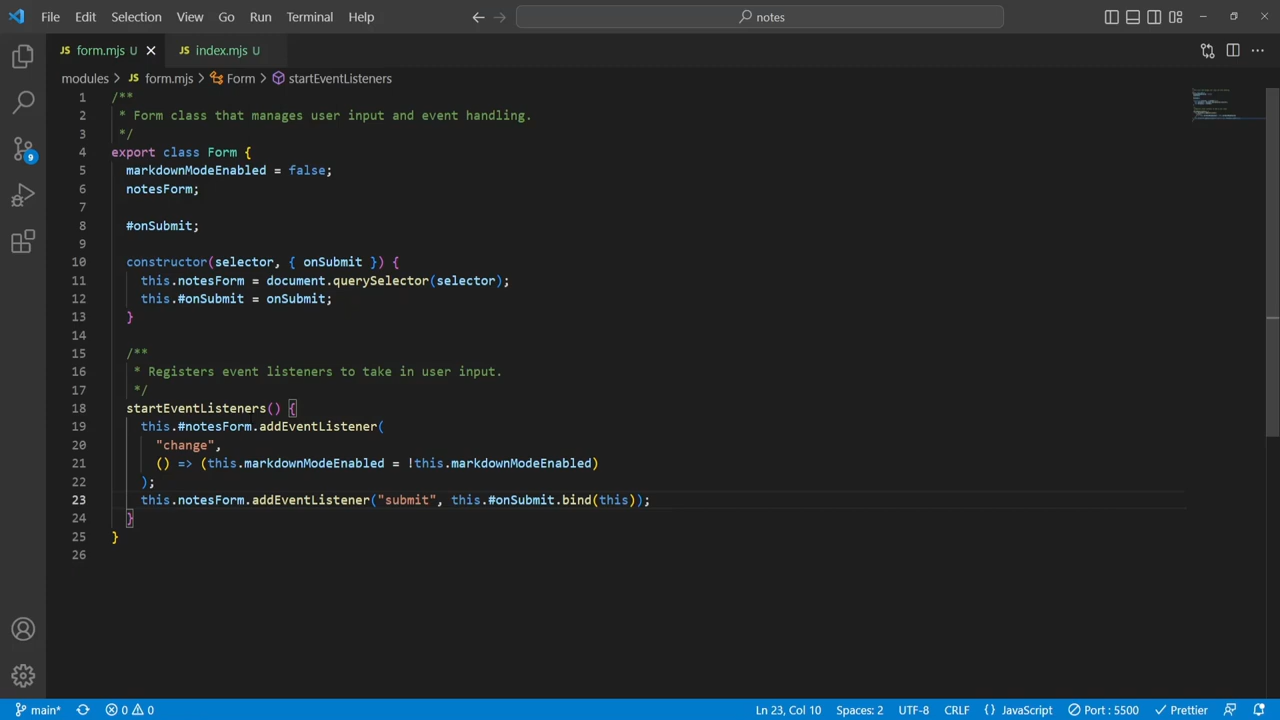 File Edit Selection View Go Run Terminal Help
notes
JS form.mjs U
JS index.mjs U
modules > JS form.mjs > Form > startEventListeners
1 /**
2 * Form class that manages user input and event handling.
3 */
4 export class Form {
5 markdownModeEnabled = false;
6 notesForm;
7
8 #onSubmit;
9
10 constructor(selector, { onSubmit }) {
11 this.notesForm = document.querySelector(selector);
12 this.#onSubmit = onSubmit;
13 }
14
15 /**
16 * Registers event listeners to take in user input.
17 */
18 startEventListeners() {
19 this.#notesForm.addEventListener(
20 "change",
21 () => (this.markdownModeEnabled = !this.markdownModeEnabled)
22 );
23 this.notesForm.addEventListener("submit", this.#onSubmit.bind(this));
24 }
25 }
26
9
main* 0 0 Ln 23, Col 10 Spaces: 2 UTF-8 CRLF {} JavaScript Port : 5500 Prettier